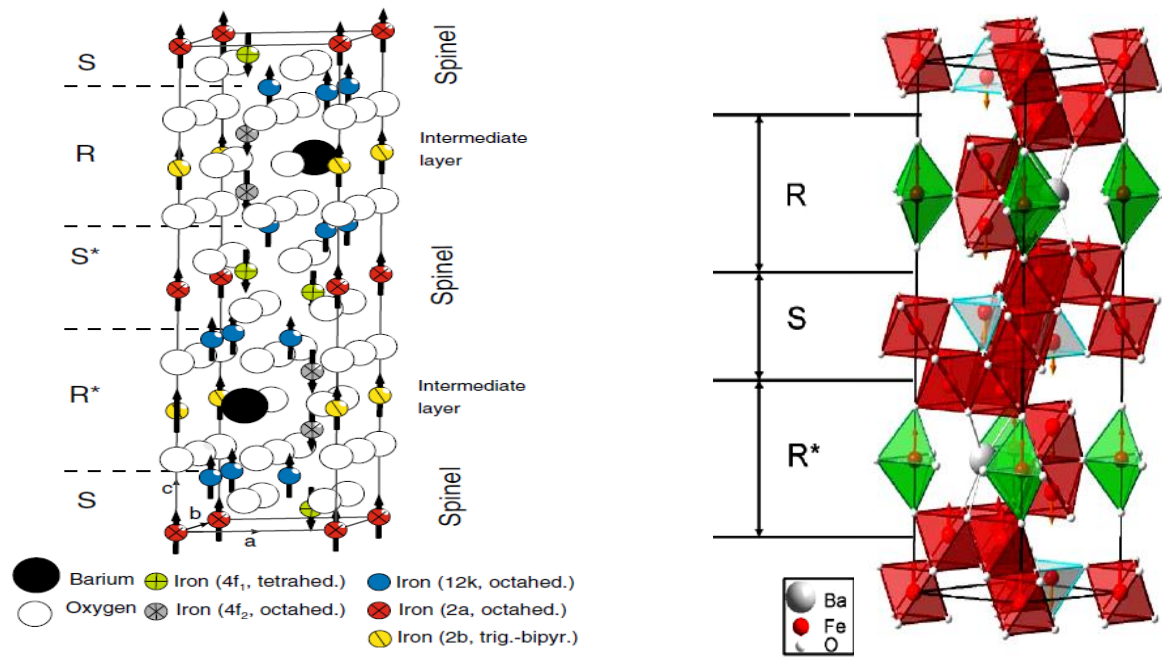 S
Spinel
R
Intermediate
layer
S*
Spinel
R*
Intermediate
layer
S
Spinel
c
b
a
Barium
Iron (4f₁, tetrahed.)
Iron (12k, octahed.)
Oxygen
Iron (4f₂, octahed.)
Iron (2a, octahed.)
Iron (2b, trig.-bipyr.)
R
S
R*
Ba
Fe
O